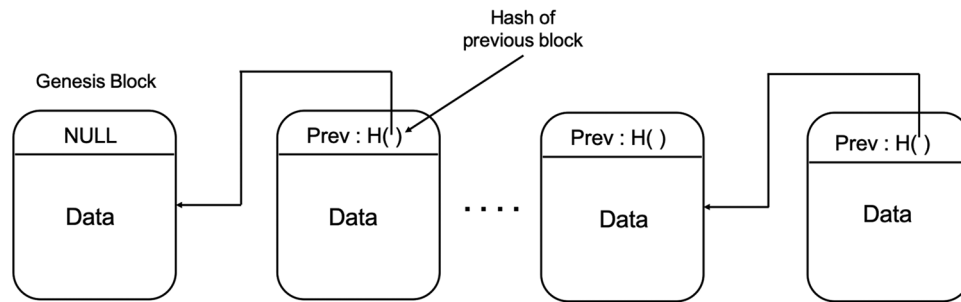 Hash of
previous block
Genesis Block
NULL
Prev : H( )
Prev : H( )
Prev : H( )
Data
Data
. . . .
Data
Data